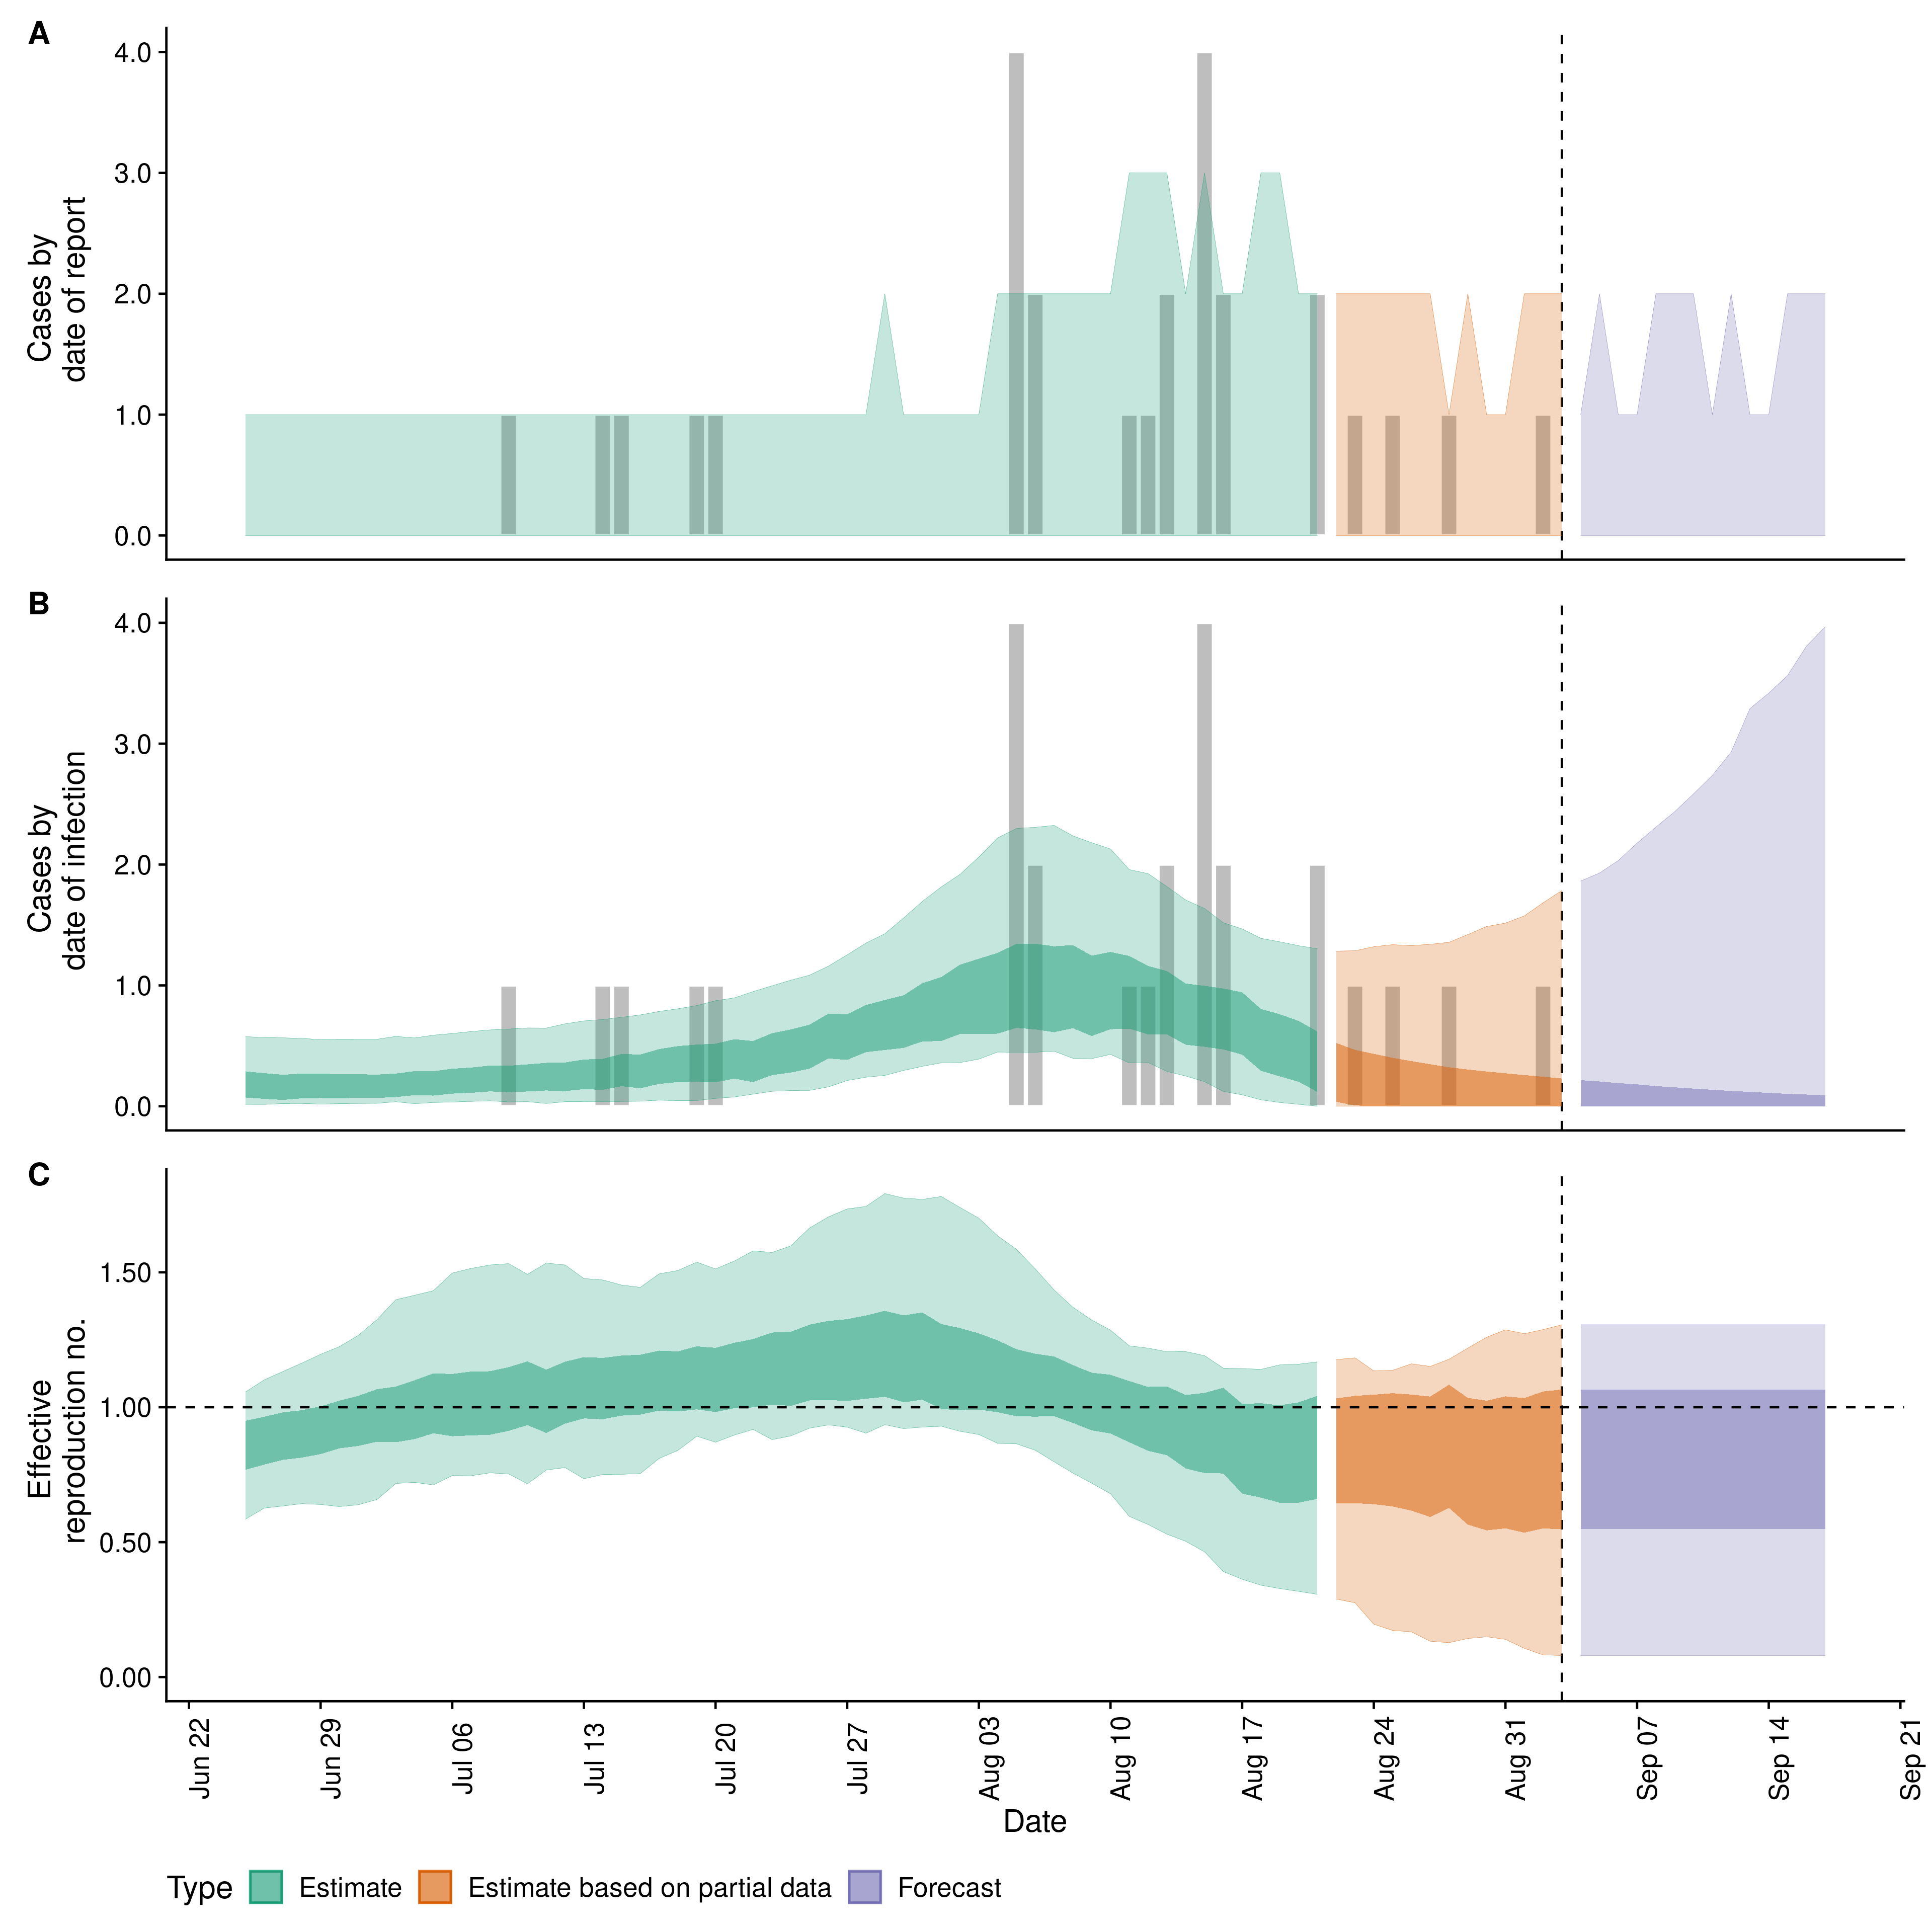 A
4.0
3.0
2.0
1.0
0.0
Cases by
date of report
B
4.0
3.0
2.0
1.0
0.0
Cases by
date of infection
C
1.50
1.00
0.50
0.00
Effective
reproduction no.
Jun 22
Jun 29
Jul 06
Jul 13
Jul 20
Jul 27
Aug 03
Aug 10
Aug 17
Aug 24
Aug 31
Sep 07
Sep 14
Sep 21
Date
Type Estimate Estimate based on partial data Forecast